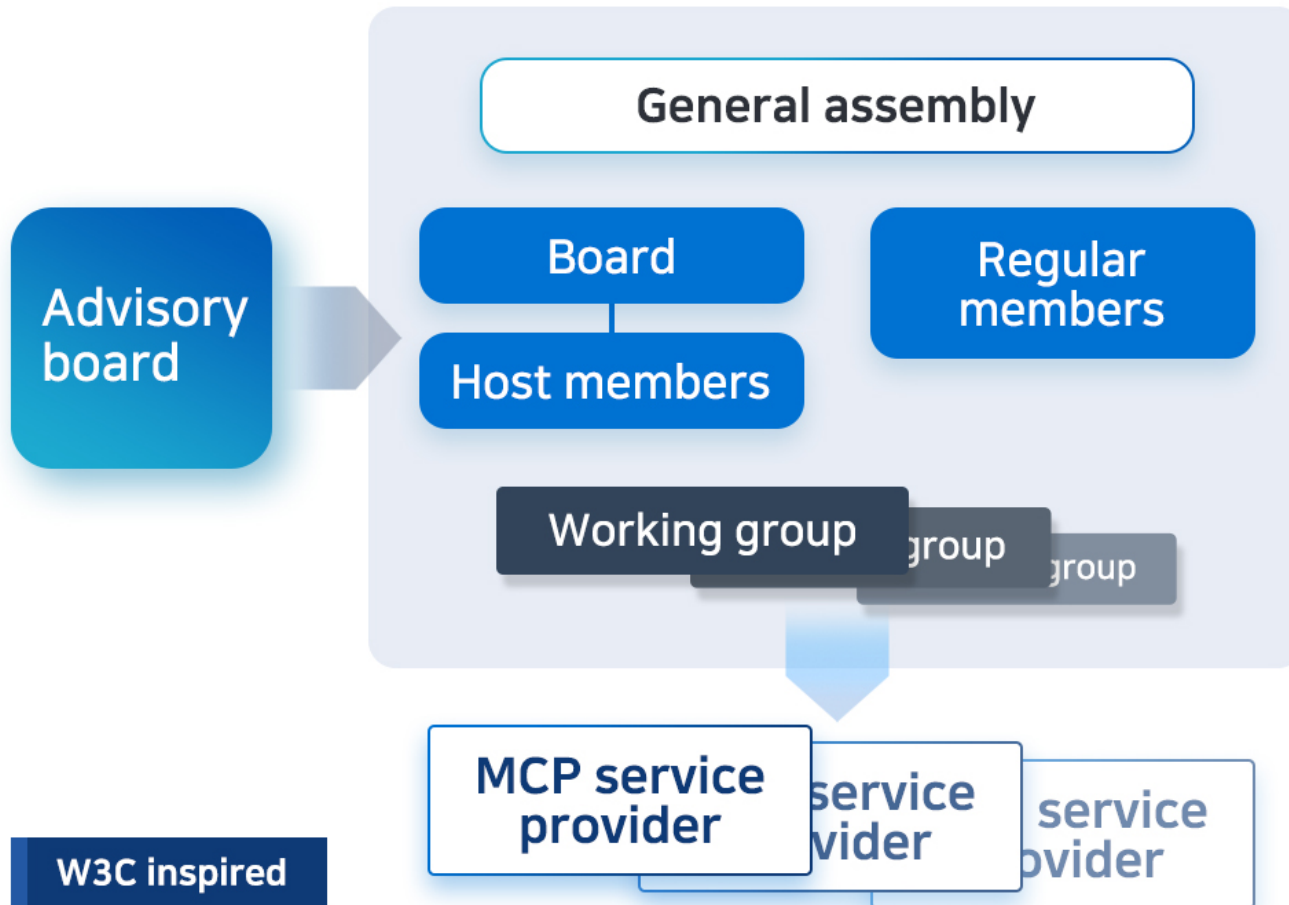 General assembly
Advisory
board
Board
Regular
members
Host members
Working group
group
group
MCP service
provider
service
vider
service
ovider
W3C inspired